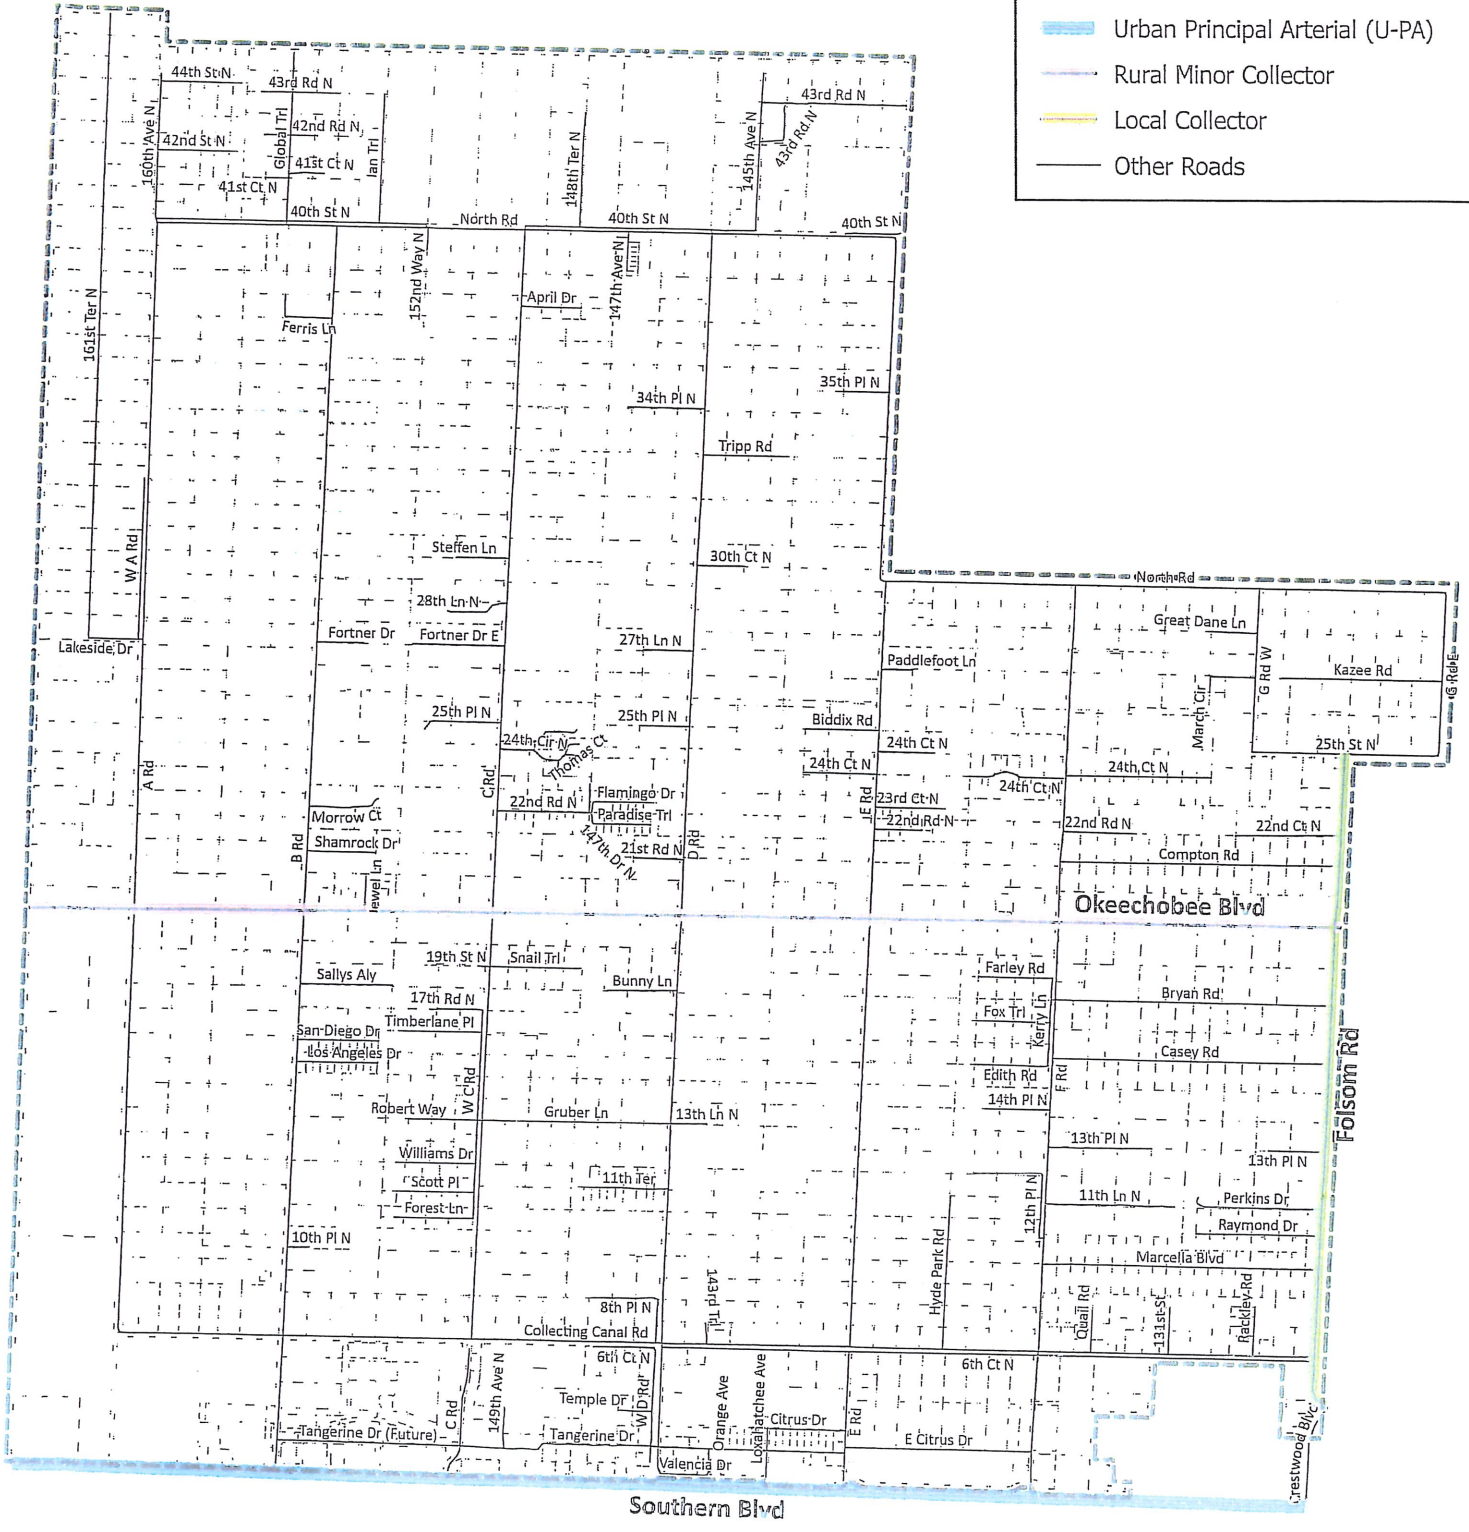 Urban Principal Arterial (U-PA)
Rural Minor Collector
Local Collector
Other Roads
44th St N
43rd Rd N
43rd Rd N
160th Ave N
42nd St N
Global Trl
42nd Rd N
Ian Trl
41st Ct N
41st Ct N
148th Ter N
145th Ave N
43rd Rd N
40th St N
North Rd
40th St N
40th St N
161st Ter N
152nd Way N
147th Ave N
April Dr
Ferris Ln
35th Pl N
34th Pl N
Tripp Rd
W A Rd
Steffen Ln
30th Ct N
North Rd
28th Ln N
Great Dane Ln
Fortner Dr
Fortner Dr E
27th Ln N
Lakeside Dr
Paddlefoot Ln
G Rd W
Kazee Rd
G Rd E
March Cir
25th Pl N
25th Pl N
Biddix Rd
24th Cir N
Thomas Ct
24th Ct N
25th St N
A Rd
C Rd
24th Ct N
24th Ct N
24th Ct N
Flamingo Dr
22nd Rd N
Paradise Trl
E Rd
23rd Ct N
Morrow Ct
22nd Rd N
22nd Rd N
22nd Ct N
B Rd
Shamrock Dr
147th Dr N
21st Rd N
D Rd
Compton Rd
Jewel Ln
Okeechobee Blvd
19th St N
Snail Trl
Farley Rd
Sallys Aly
Bunny Ln
17th Rd N
Bryan Rd
Timberlane Pl
Fox Trl
Kerry Ln
San Diego Dr
Los Angeles Dr
Casey Rd
Folsom Rd
W C Rd
Edith Rd
F Rd
14th Pl N
Robert Way
Gruber Ln
13th Ln N
13th Pl N
Williams Dr
13th Pl N
Scott Pl
11th Ter
12th Pl N
11th Ln N
Perkins Dr
Forest Ln
Raymond Dr
10th Pl N
Hyde Park Rd
Marcella Blvd
143rd Trl
8th Pl N
Quail Rd
131st St
Rackley Rd
Collecting Canal Rd
6th Ct N
6th Ct N
149th Ave N
Temple Dr
W D Rd
Orange Ave
Loxahatchee Ave
C Rd
Citrus Dr
E Rd
Tangerine Dr (Future)
Tangerine Dr
E Citrus Dr
Crestwood Blvd
Valencia Dr
Southern Blvd